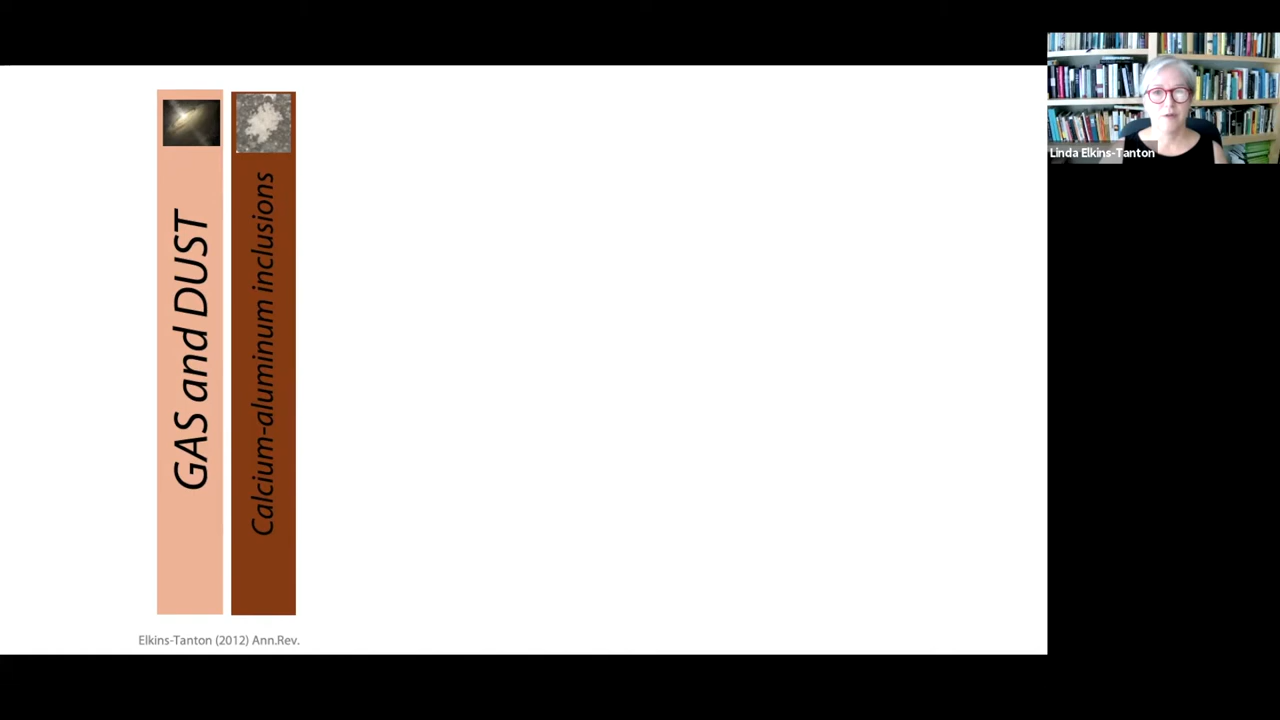 GAS and DUST
Calcium-aluminum inclusions
Elkins-Tanton (2012) Ann.Rev.
Linda Elkins-Tanton